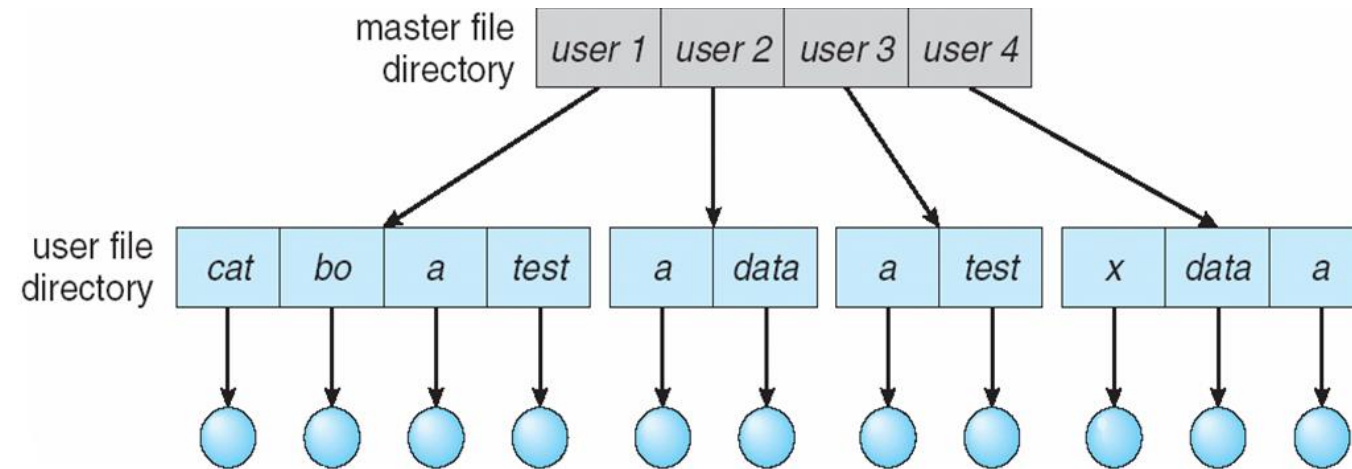 master file
directory
user 1 user 2 user 3 user 4
user file
directory
cat bo a test a data a test x data a